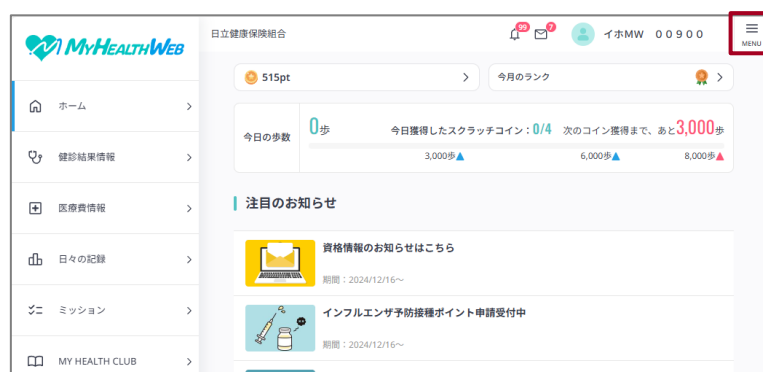 MYHEALTHWEB
日立健康保険組合
99
7
イホMW 00900
MENU
ホーム
健診結果情報
医療費情報
日々の記録
ミッション
MY HEALTH CLUB
515pt
今月のランク
今日の歩数
0歩
今日獲得したスクラッチコイン:0/4 次のコイン獲得まで、あと3,000歩
3,000歩▲ 6,000歩▲ 8,000歩▲
注目のお知らせ
資格情報のお知らせはこちら
期間:2024/12/16~
インフルエンザ予防接種ポイント申請受付中
期間:2024/12/16~